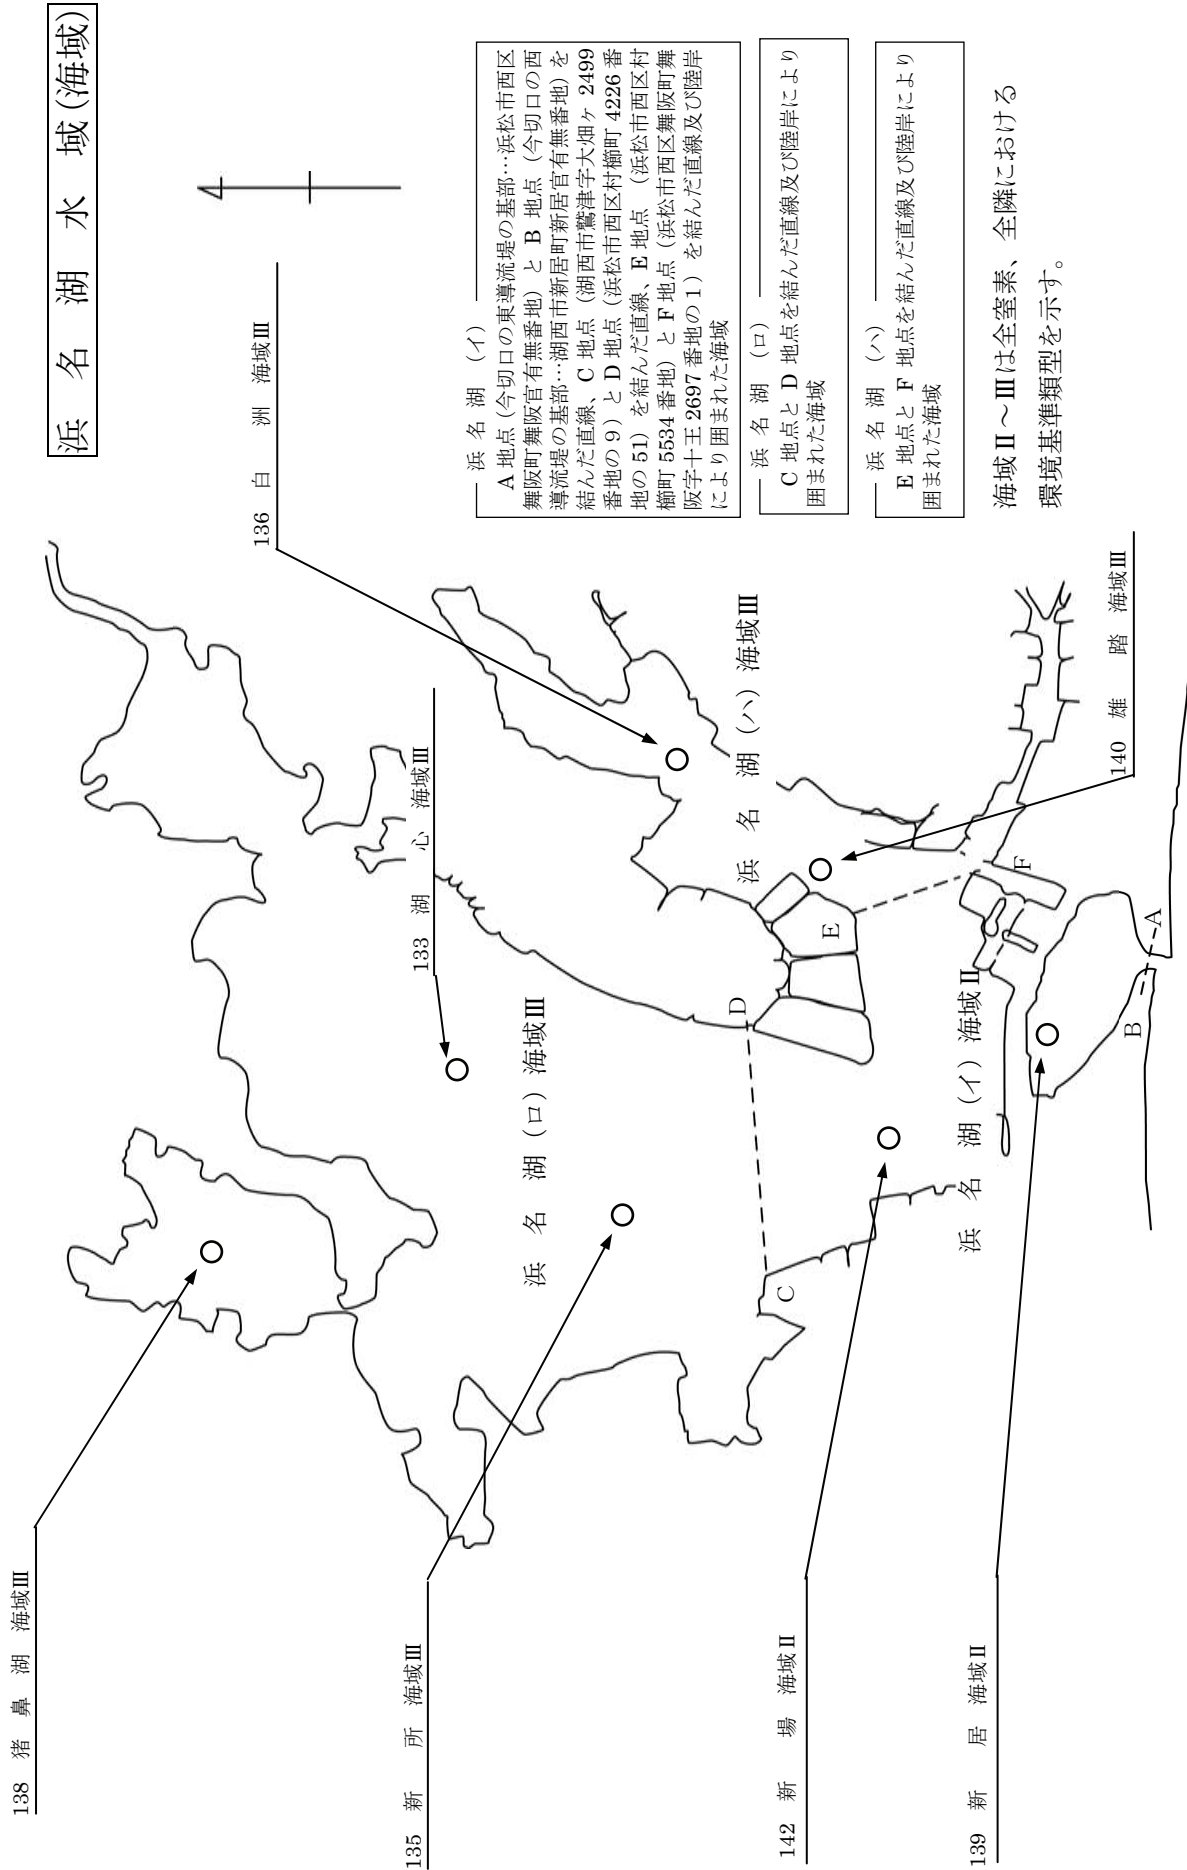 浜名湖水域(海域)
136 白洲 海域Ⅲ
浜名湖(イ)
A 地点(今切口の東導流堤の基部…浜松市西区
舞阪町舞阪官有無番地)と B 地点(今切口の西
導流堤の基部…湖西市新居町新居官有無番地)を
結んだ直線、C 地点(湖西市鷲津字大畑ヶ 2499
番地の 9)と D 地点(浜松市西区村櫛町 4226 番
地の 51)を結んだ直線、E 地点(浜松市西区村
櫛町 5534 番地)と F 地点(浜松市西区舞阪町舞
阪字十王 2697 番地の1)を結んだ直線及び陸岸
により囲まれた海域
浜名湖(ロ)
C 地点と D 地点を結んだ直線及び陸岸により
囲まれた海域
浜名湖(ハ)
E 地点と F 地点を結んだ直線及び陸岸により
囲まれた海域
海域Ⅱ~Ⅲは全窒素、全隣における
環境基準類型を示す。
133 湖心 海域Ⅲ
浜名湖(ハ)海域Ⅲ
140 雄踏 海域Ⅲ
浜名湖(ロ)海域Ⅲ
浜名湖(イ)海域Ⅱ
A
B
C
D
E
F
138 猪鼻湖 海域Ⅲ
135 新所 海域Ⅲ
142 新場 海域Ⅱ
139 新居 海域Ⅱ